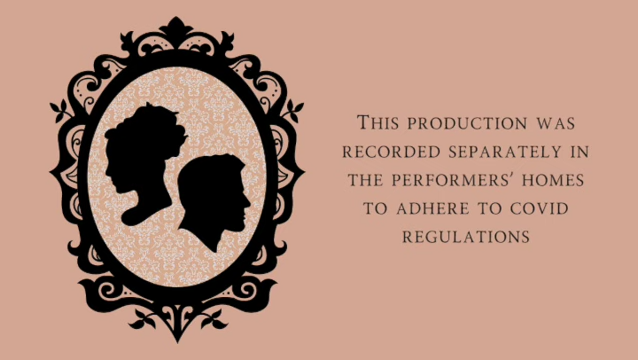 This production was
recorded separately in
the performers' homes
to adhere to covid
regulations